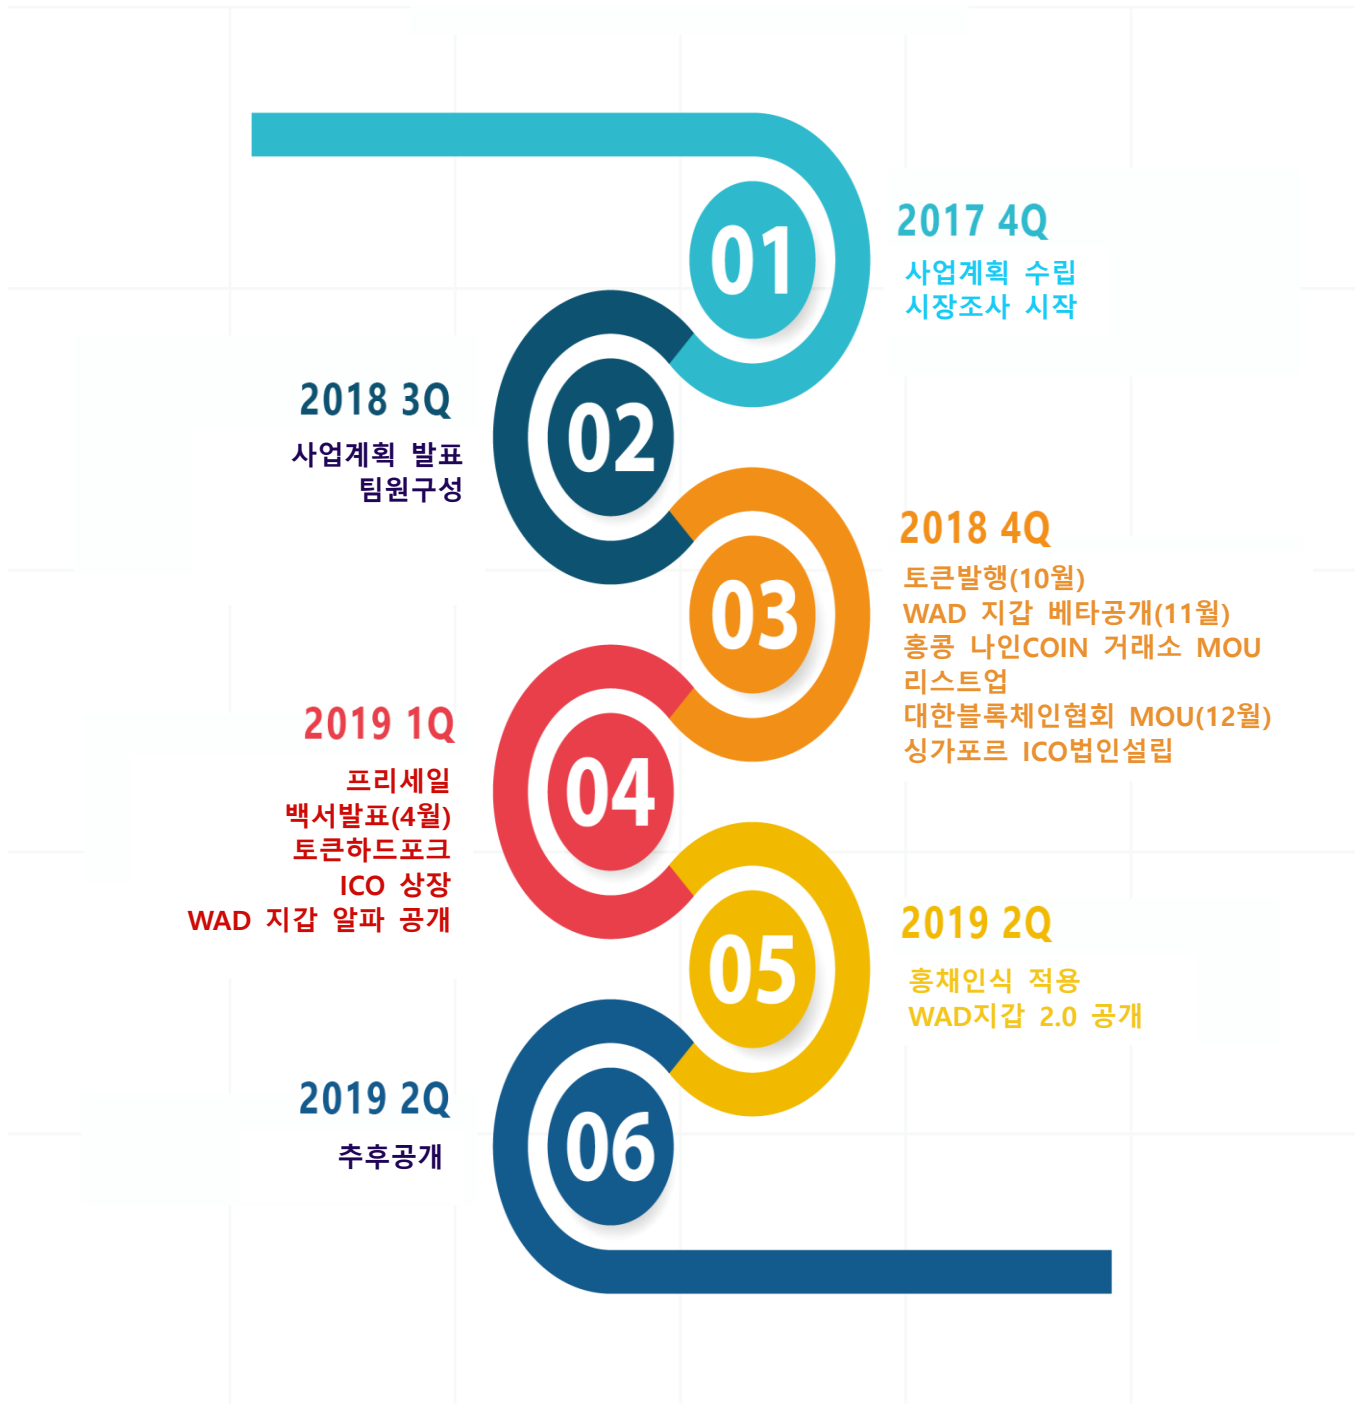 01
2017 4Q
사업계획 수립
시장조사 시작
02
2018 3Q
사업계획 발표
팀원구성
03
2018 4Q
토큰발행(10월)
WAD 지갑 베타공개(11월)
홍콩 나인COIN 거래소 MOU
리스트업
대한블록체인협회 MOU(12월)
싱가포르 ICO법인설립
04
2019 1Q
프리세일
백서발표(4월)
토큰하드포크
ICO 상장
WAD 지갑 알파 공개
05
2019 2Q
홍채인식 적용
WAD지갑 2.0 공개
06
2019 2Q
추후공개